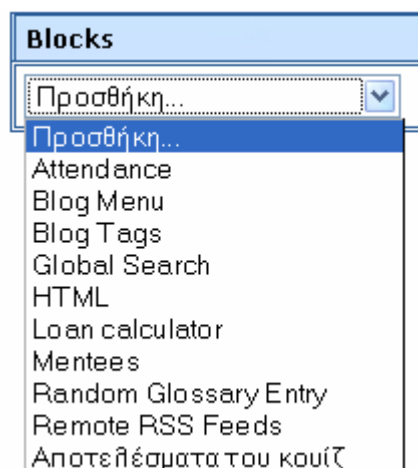 Blocks
Προσθήκη...
Προσθήκη...
Attendance
Blog Menu
Blog Tags
Global Search
HTML
Loan calculator
Mentees
Random Glossary Entry
Remote RSS Feeds
Αποτελέσματα του κουίζ